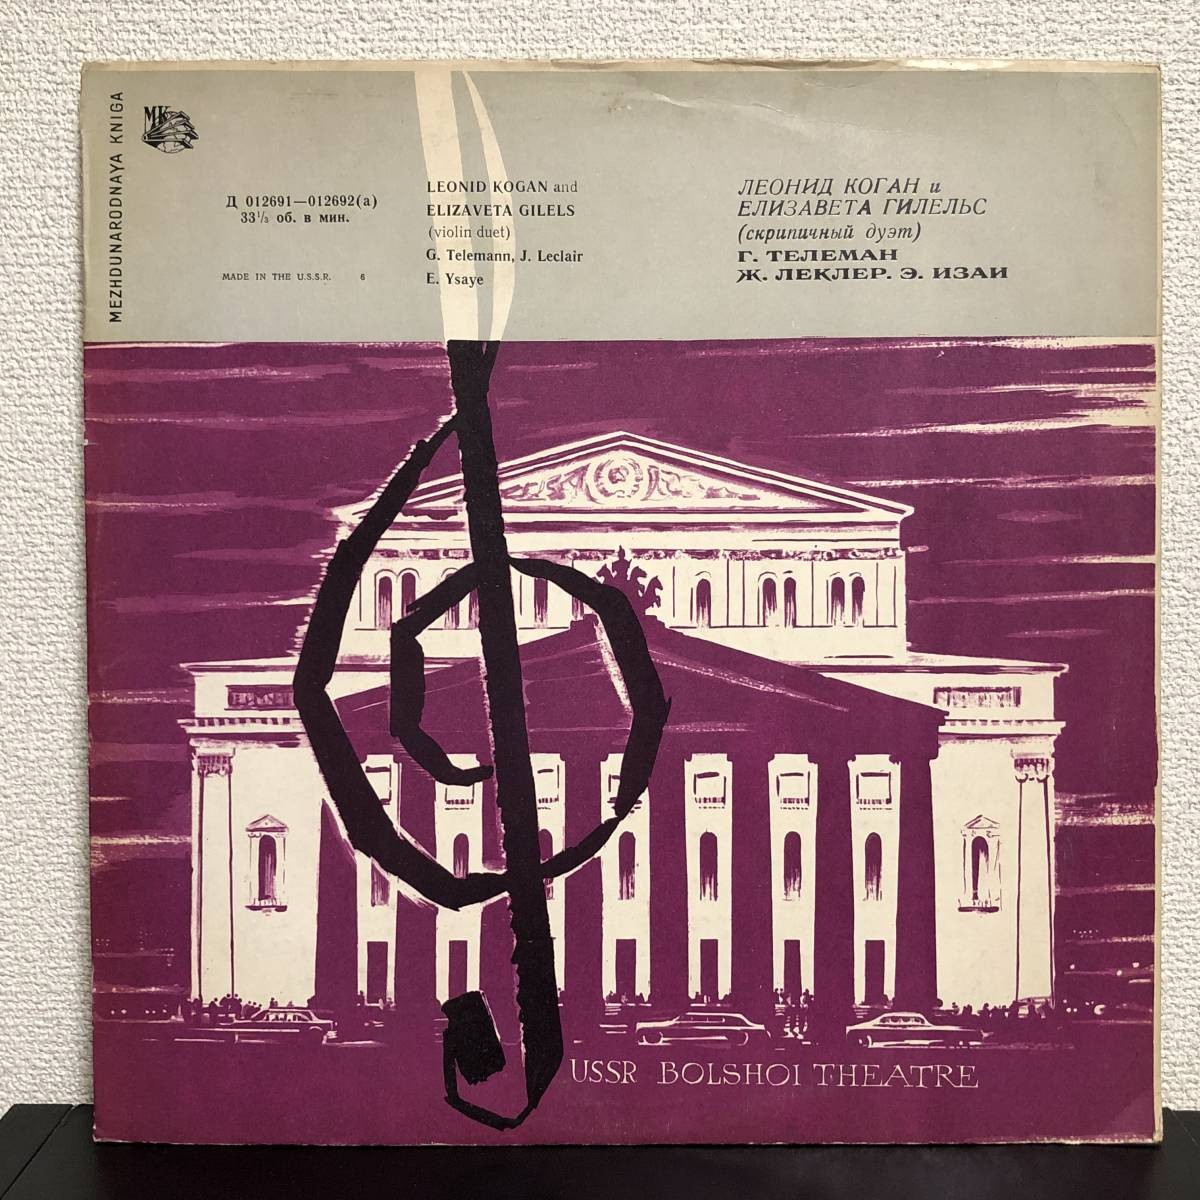 MEZHDUNARODNAYA KNIGA
MK
Д 012691—012692(а)
33⅓ об. в мин.
MADE IN THE U.S.S.R. 6
LEONID KOGAN and
ELIZAVETA GILELS
(violin duet)
G. Telemann, J. Leclair
E. Ysaye
ЛЕОНИД КОГАН и
ЕЛИЗАВЕТА ГИЛЕЛЬС
(скрипичный дуэт)
Г. ТЕЛЕМАН
Ж. ЛЕКЛЕР. Э. ИЗАИ
USSR BOLSHOI THEATRE